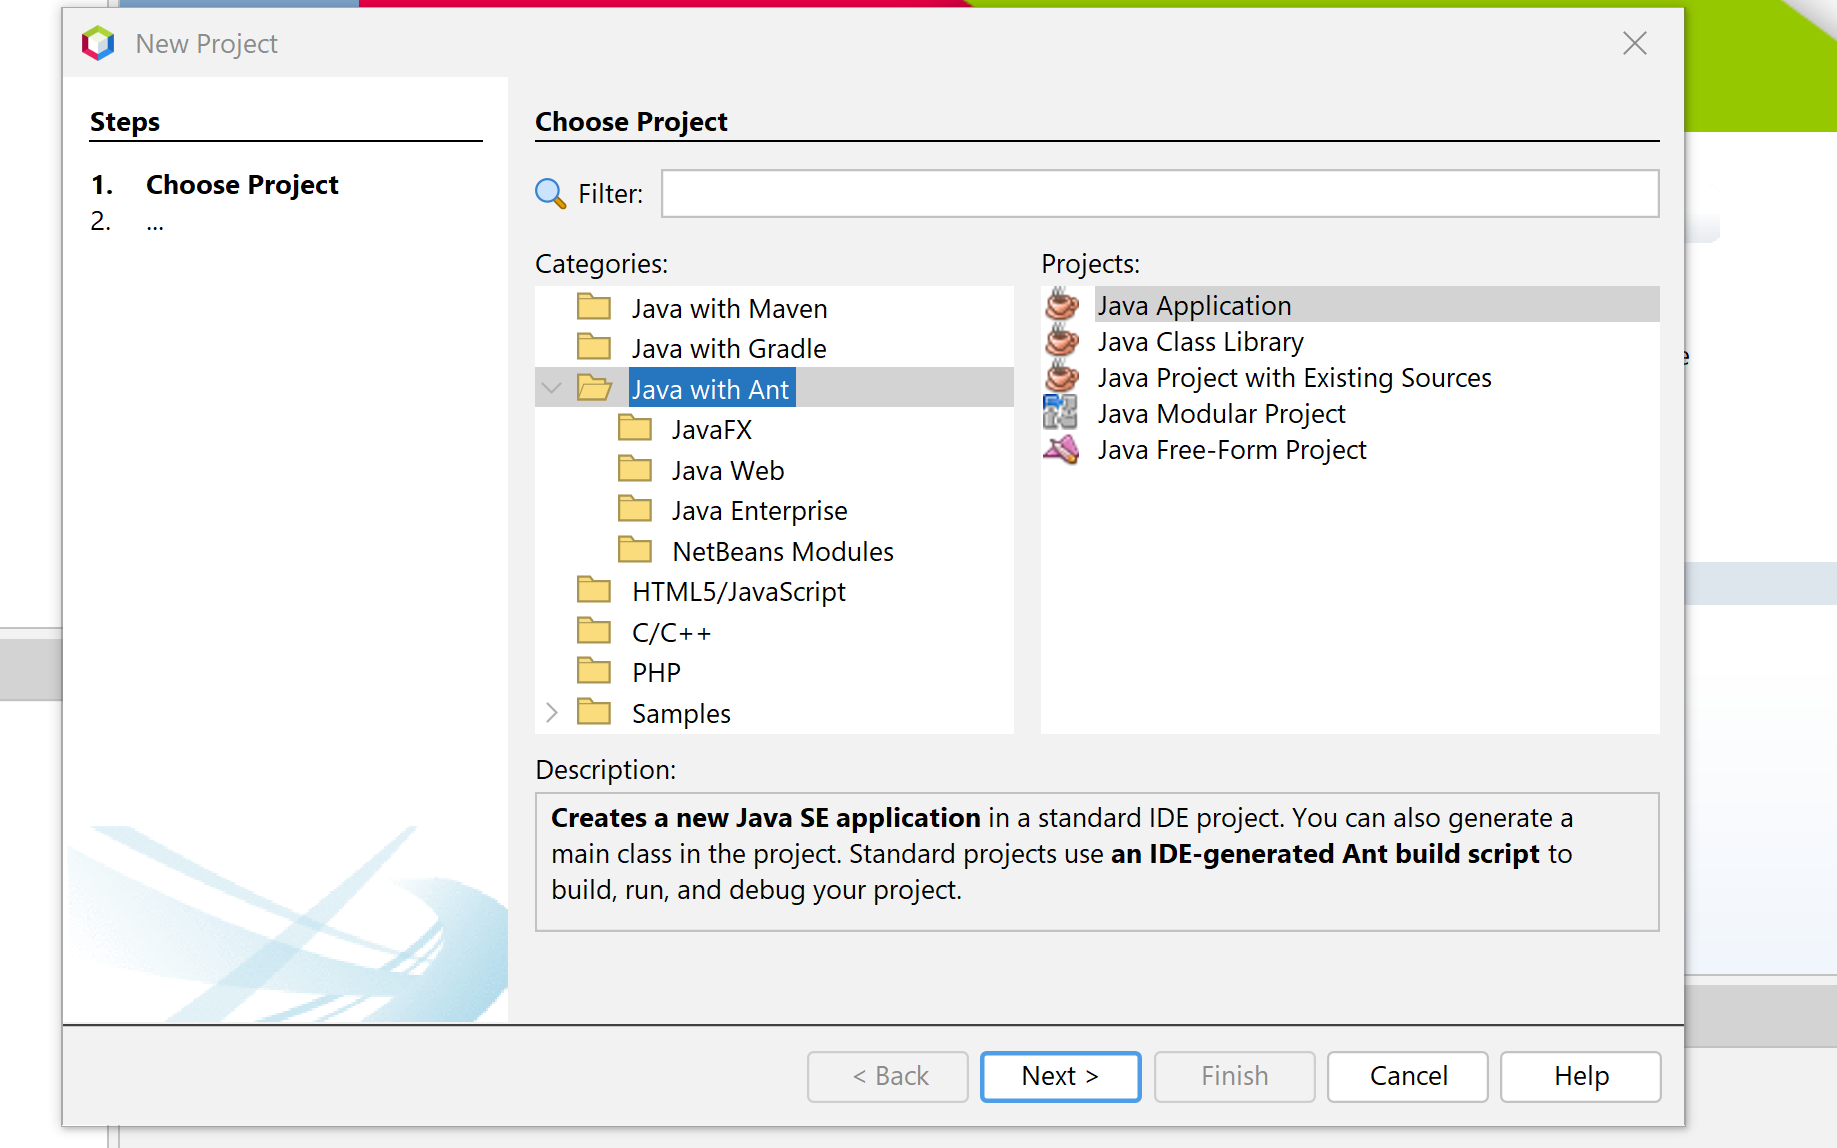 New Project
Steps
1. Choose Project
2. ...
Choose Project
Filter:
Categories:
Java with Maven
Java with Gradle
Java with Ant
JavaFX
Java Web
Java Enterprise
NetBeans Modules
HTML5/JavaScript
C/C++
PHP
Samples
Projects:
Java Application
Java Class Library
Java Project with Existing Sources
Java Modular Project
Java Free-Form Project
Description:
Creates a new Java SE application in a standard IDE project. You can also generate a
main class in the project. Standard projects use an IDE-generated Ant build script to
build, run, and debug your project.
< Back
Next >
Finish
Cancel
Help